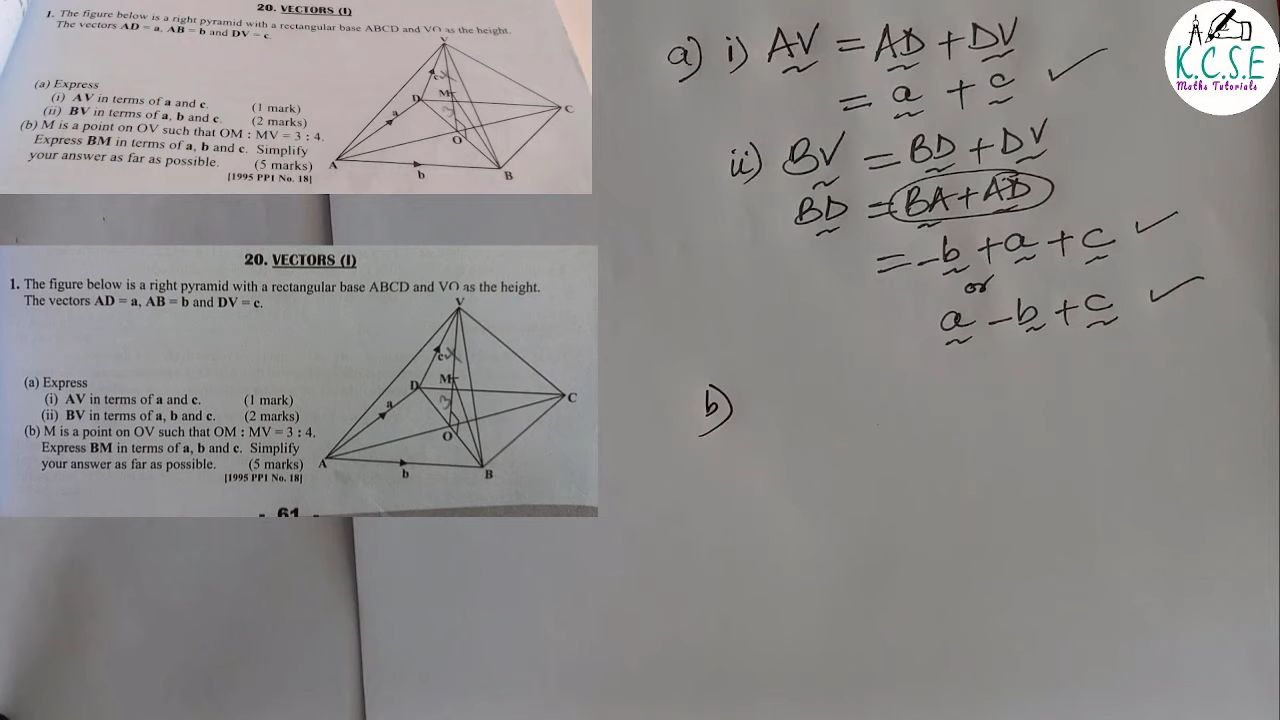 20. VECTORS (I)
1. The figure below is a right pyramid with a rectangular base ABCD and VO as the height.
The vectors AD = a, AB = b and DV = c.
(a) Express
(i) AV in terms of a and c. (1 mark)
(ii) BV in terms of a, b and c. (2 marks)
(b) M is a point on OV such that OM : MV = 3 : 4.
Express BM in terms of a, b and c. Simplify
your answer as far as possible. (5 marks)
[1995 PP1 No. 18]
V
c 4
D M
a 3
O
C
A
b
B
20. VECTORS (I)
1. The figure below is a right pyramid with a rectangular base ABCD and VO as the height.
The vectors AD = a, AB = b and DV = c.
(a) Express
(i) AV in terms of a and c. (1 mark)
(ii) BV in terms of a, b and c. (2 marks)
(b) M is a point on OV such that OM : MV = 3 : 4.
Express BM in terms of a, b and c. Simplify
your answer as far as possible. (5 marks)
[1995 PP1 No. 18]
V
c 4
D M
a 3
O
C
A
b
B
- 61 -
a) i) AV = AD + DV
= a + c ✓
ii) BV = BD + DV
BD = BA + AD
= -b + a + c ✓
or
a - b + c ✓
b)
K.C.S.E
Maths Tutorials